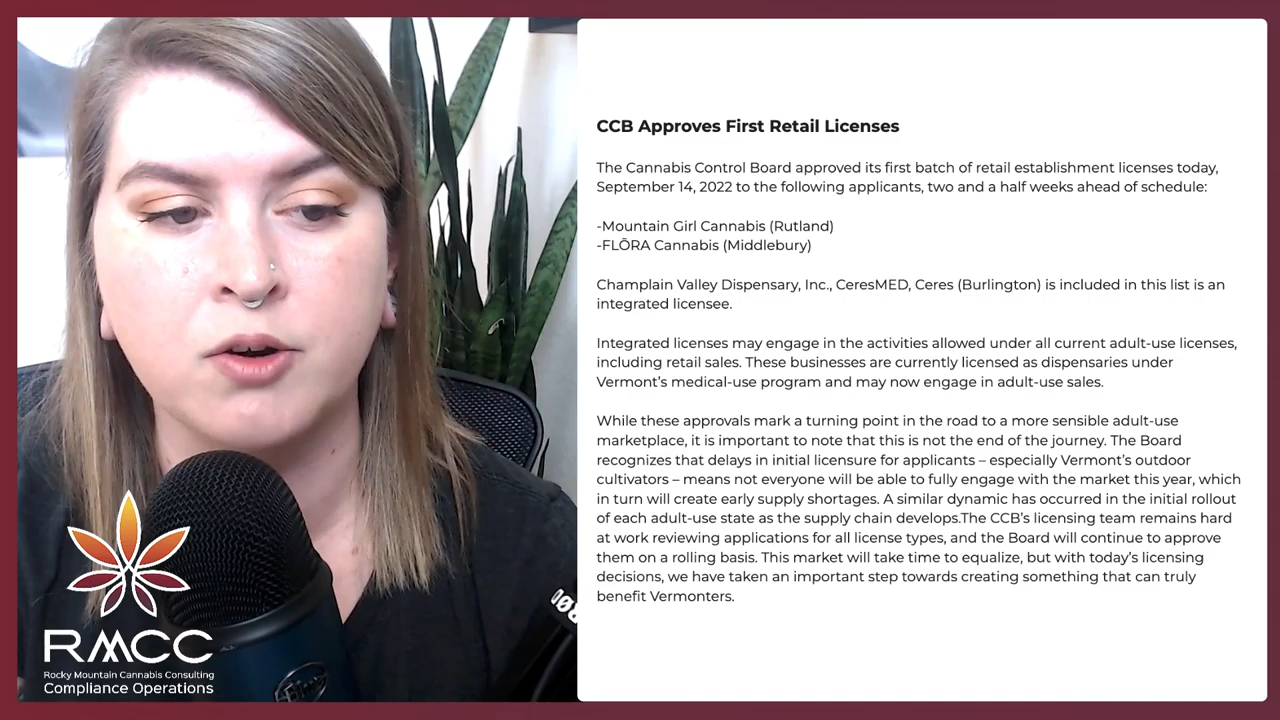 CCB Approves First Retail Licenses
The Cannabis Control Board approved its first batch of retail establishment licenses today,
September 14, 2022 to the following applicants, two and a half weeks ahead of schedule:
-Mountain Girl Cannabis (Rutland)
-FLŌRA Cannabis (Middlebury)
Champlain Valley Dispensary, Inc., CeresMED, Ceres (Burlington) is included in this list is an
integrated licensee.
Integrated licenses may engage in the activities allowed under all current adult-use licenses,
including retail sales. These businesses are currently licensed as dispensaries under
Vermont’s medical-use program and may now engage in adult-use sales.
While these approvals mark a turning point in the road to a more sensible adult-use
marketplace, it is important to note that this is not the end of the journey. The Board
recognizes that delays in initial licensure for applicants – especially Vermont’s outdoor
cultivators – means not everyone will be able to fully engage with the market this year, which
in turn will create early supply shortages. A similar dynamic has occurred in the initial rollout
of each adult-use state as the supply chain develops.The CCB’s licensing team remains hard
at work reviewing applications for all license types, and the Board will continue to approve
them on a rolling basis. This market will take time to equalize, but with today’s licensing
decisions, we have taken an important step towards creating something that can truly
benefit Vermonters.
RMCC
Rocky Mountain Cannabis Consulting
Compliance Operations